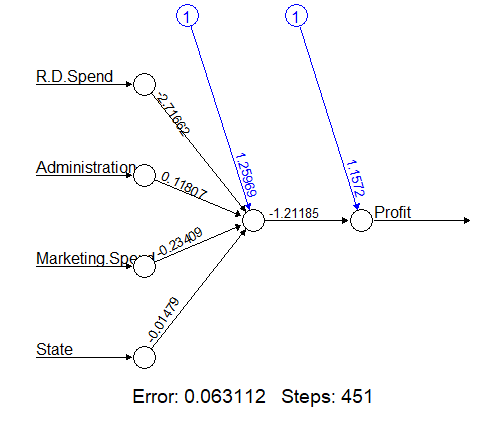 1
1
R.D.Spend
-2.71662
Administration
0.11807
1.25969
1.1572
-1.21185
Profit
Marketing.Spend
-0.23409
-0.01479
State
Error: 0.063112 Steps: 451